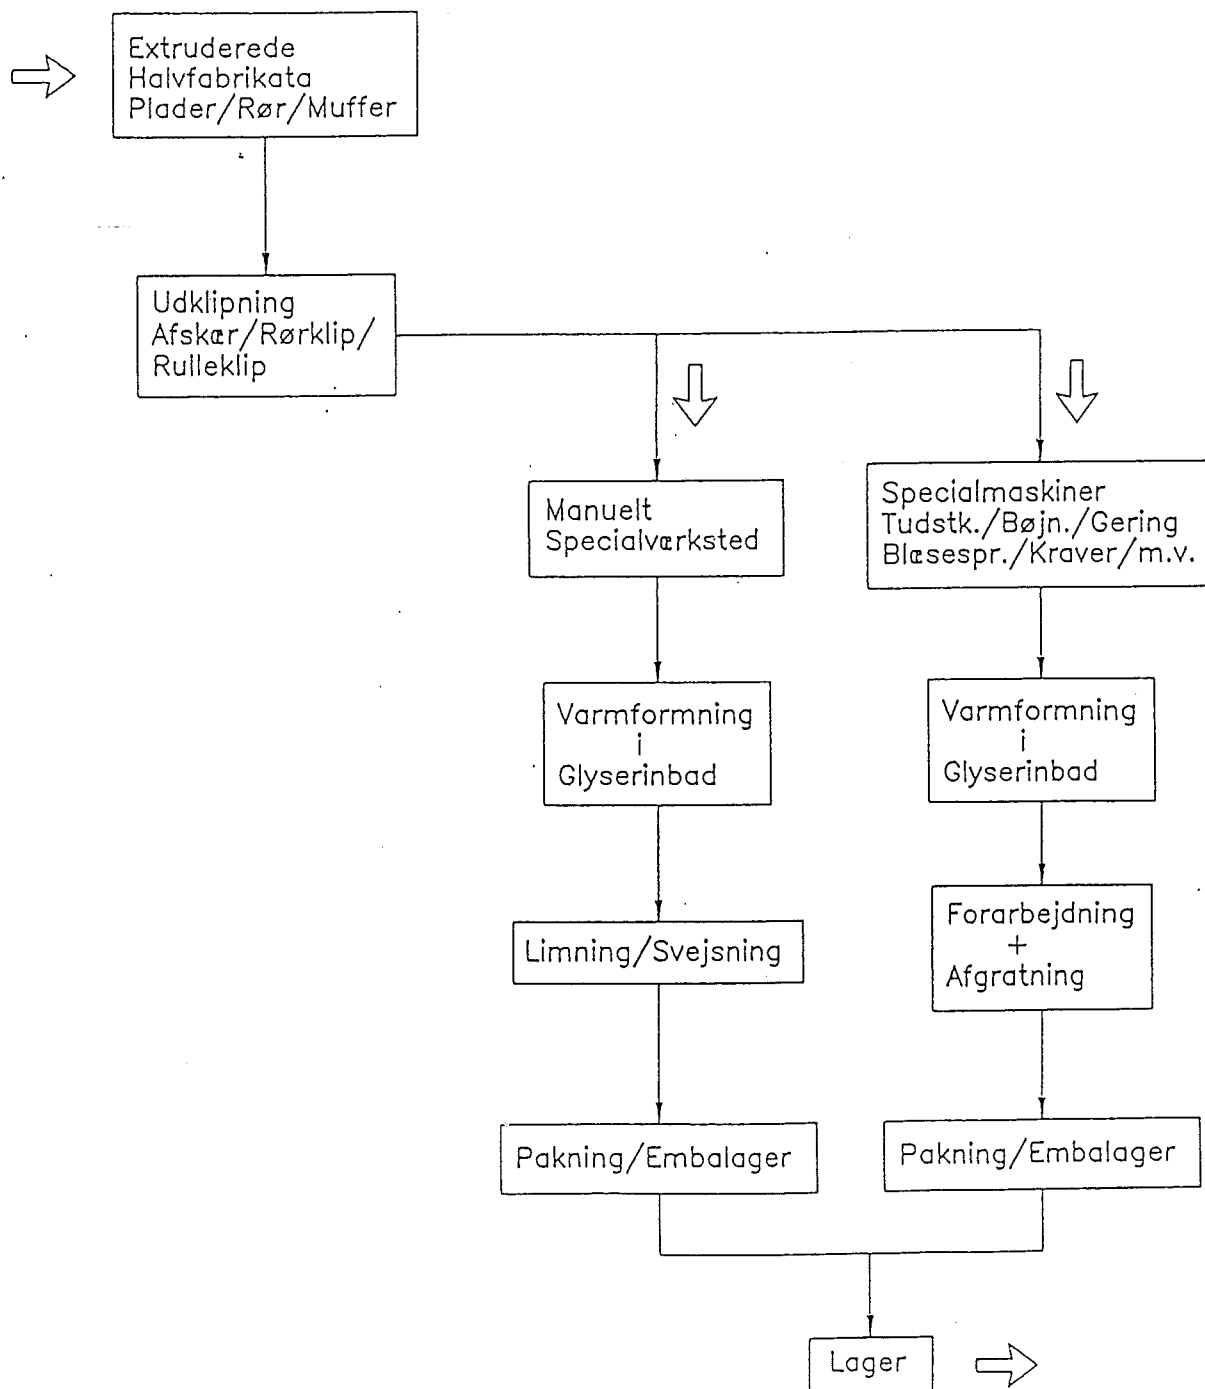 Extruderede
Halvfabrikata
Plader/Rør/Muffer
Udklipning
Afskær/Rørklip/
Rulleklip
Manuelt
Specialværksted
Specialmaskiner
Tudstk./Bøjn./Gering
Blæsespr./Kraver/m.v.
Varmformning
i
Glyserinbad
Varmformning
i
Glyserinbad
Limning/Svejsning
Forarbejdning
+
Afgratning
Pakning/Embalager
Pakning/Embalager
Lager